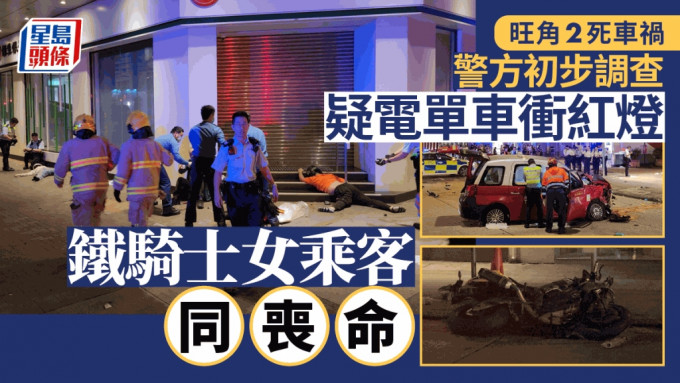 星島
頭條
旺角2死車禍
警方初步調查
疑電單車衝紅燈
鐵騎士女乘客
同喪命